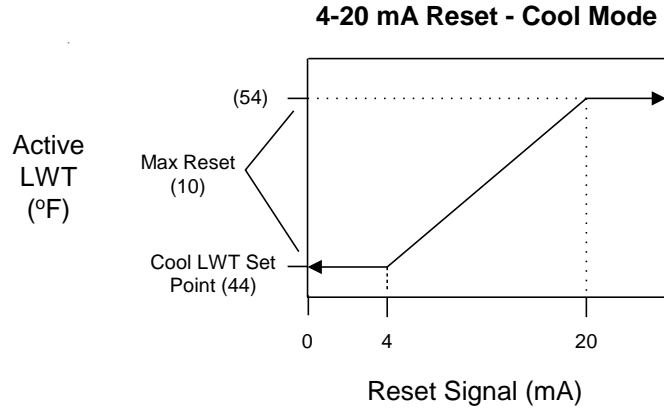 4-20 mA Reset - Cool Mode
(54)
Active
LWT
(ºF)
Max Reset
(10)
Cool LWT Set
Point (44)
0
4
20
Reset Signal (mA)